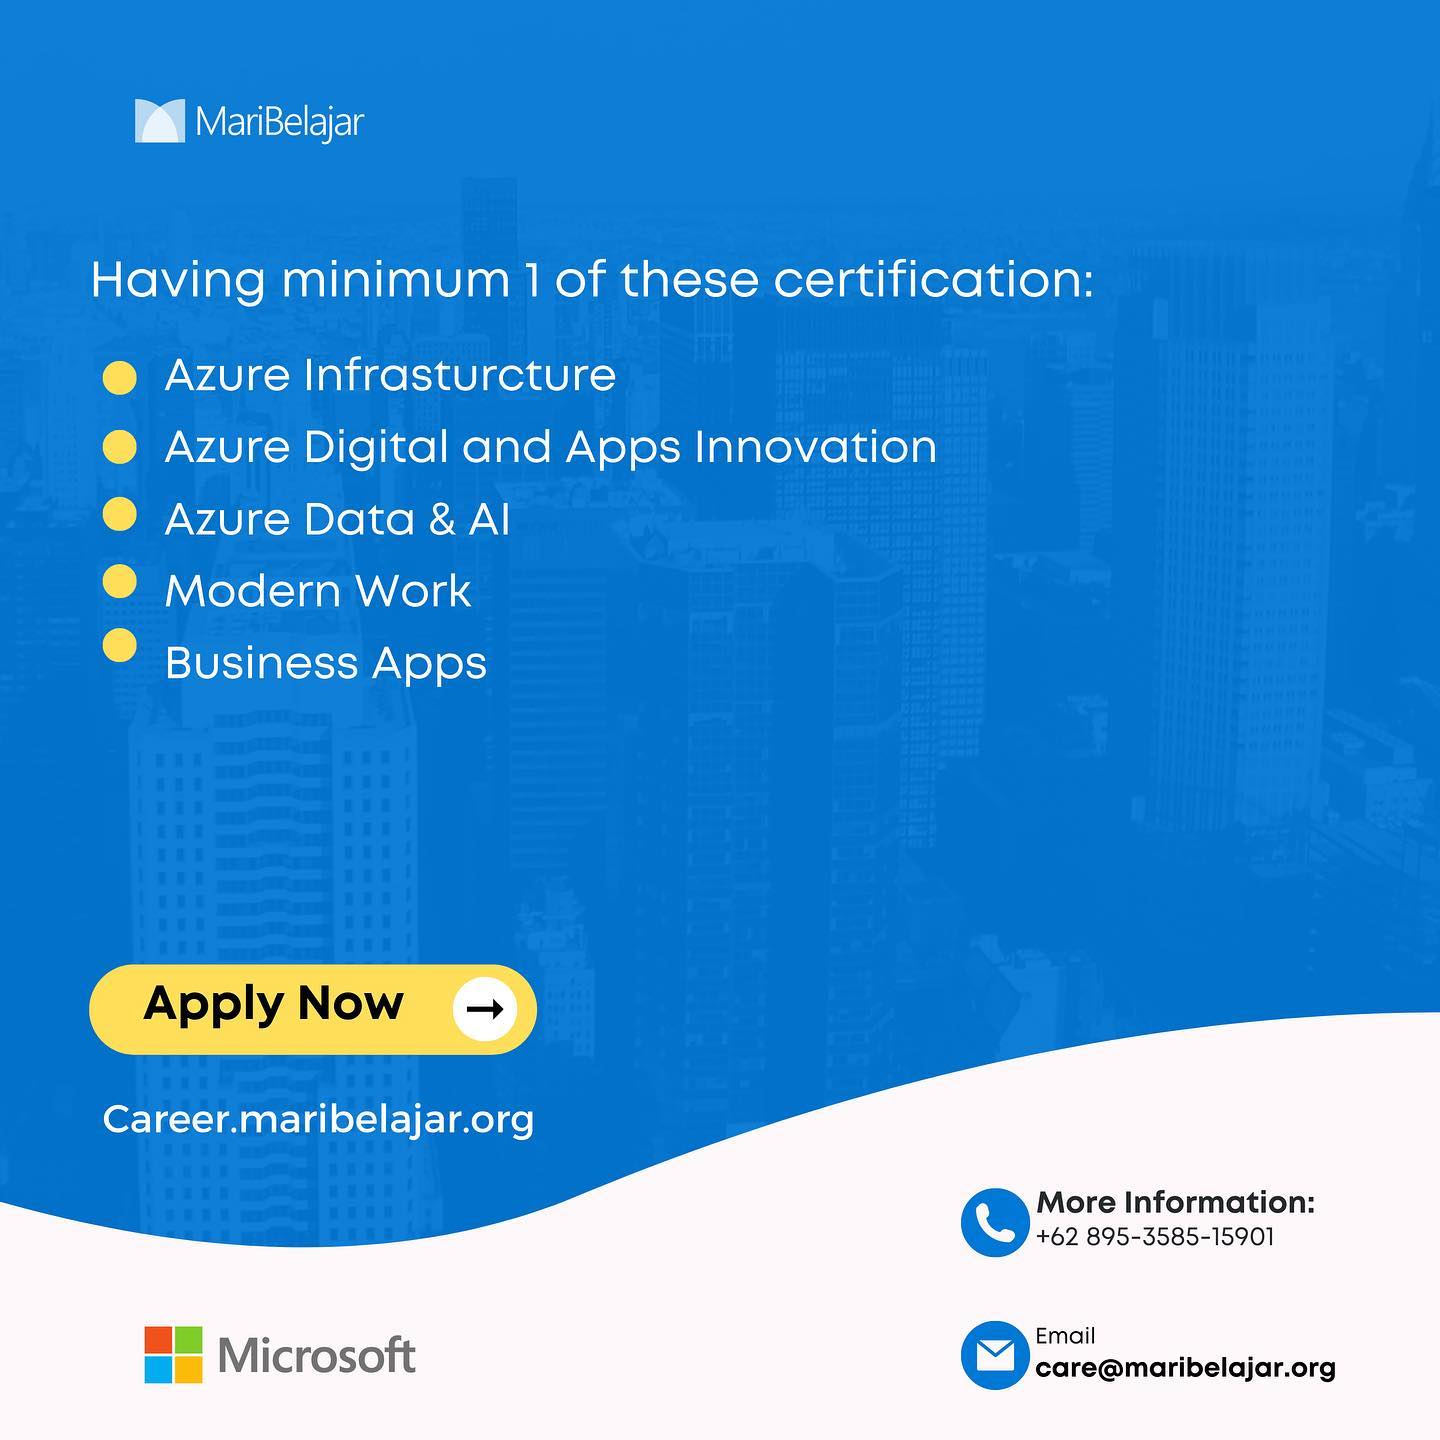 MariBelajar
Having minimum 1 of these certification:
Azure Infrasturcture
Azure Digital and Apps Innovation
Azure Data & AI
Modern Work
Business Apps
Apply Now
Career.maribelajar.org
More Information:
+62 895-3585-15901
Microsoft
Email
care@maribelajar.org